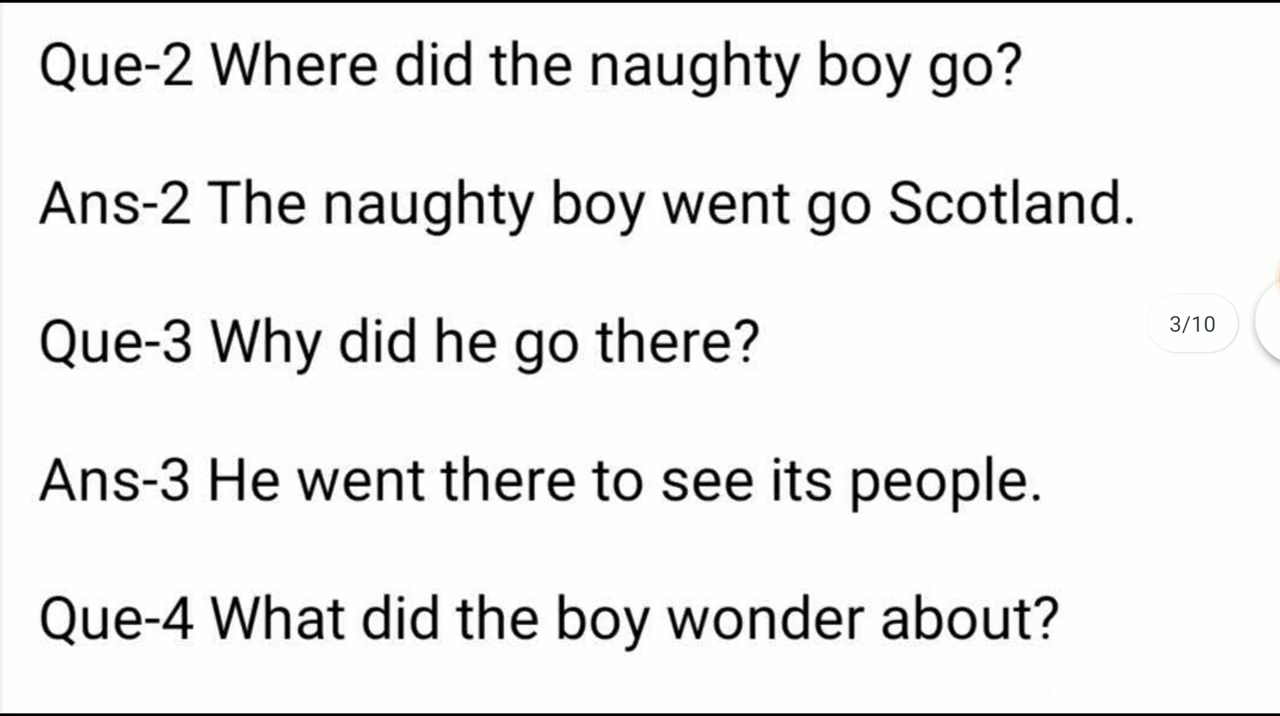 Que-2 Where did the naughty boy go?
Ans-2 The naughty boy went go Scotland.
Que-3 Why did he go there?
3/10
Ans-3 He went there to see its people.
Que-4 What did the boy wonder about?